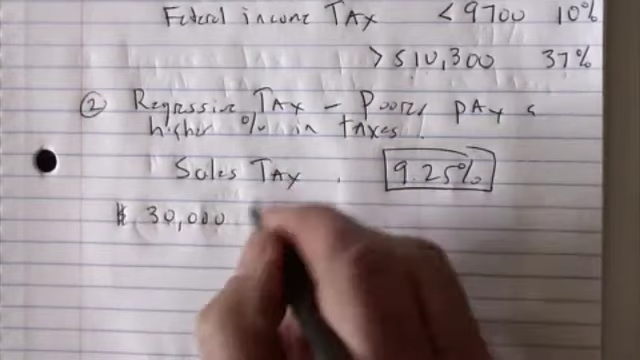 Federal income TAX < 9700 10%
> 510,300 37%
② Regressive TAX - Poorer pay a
higher % in taxes.
Sales TAX . 9.25%
$ 30,000